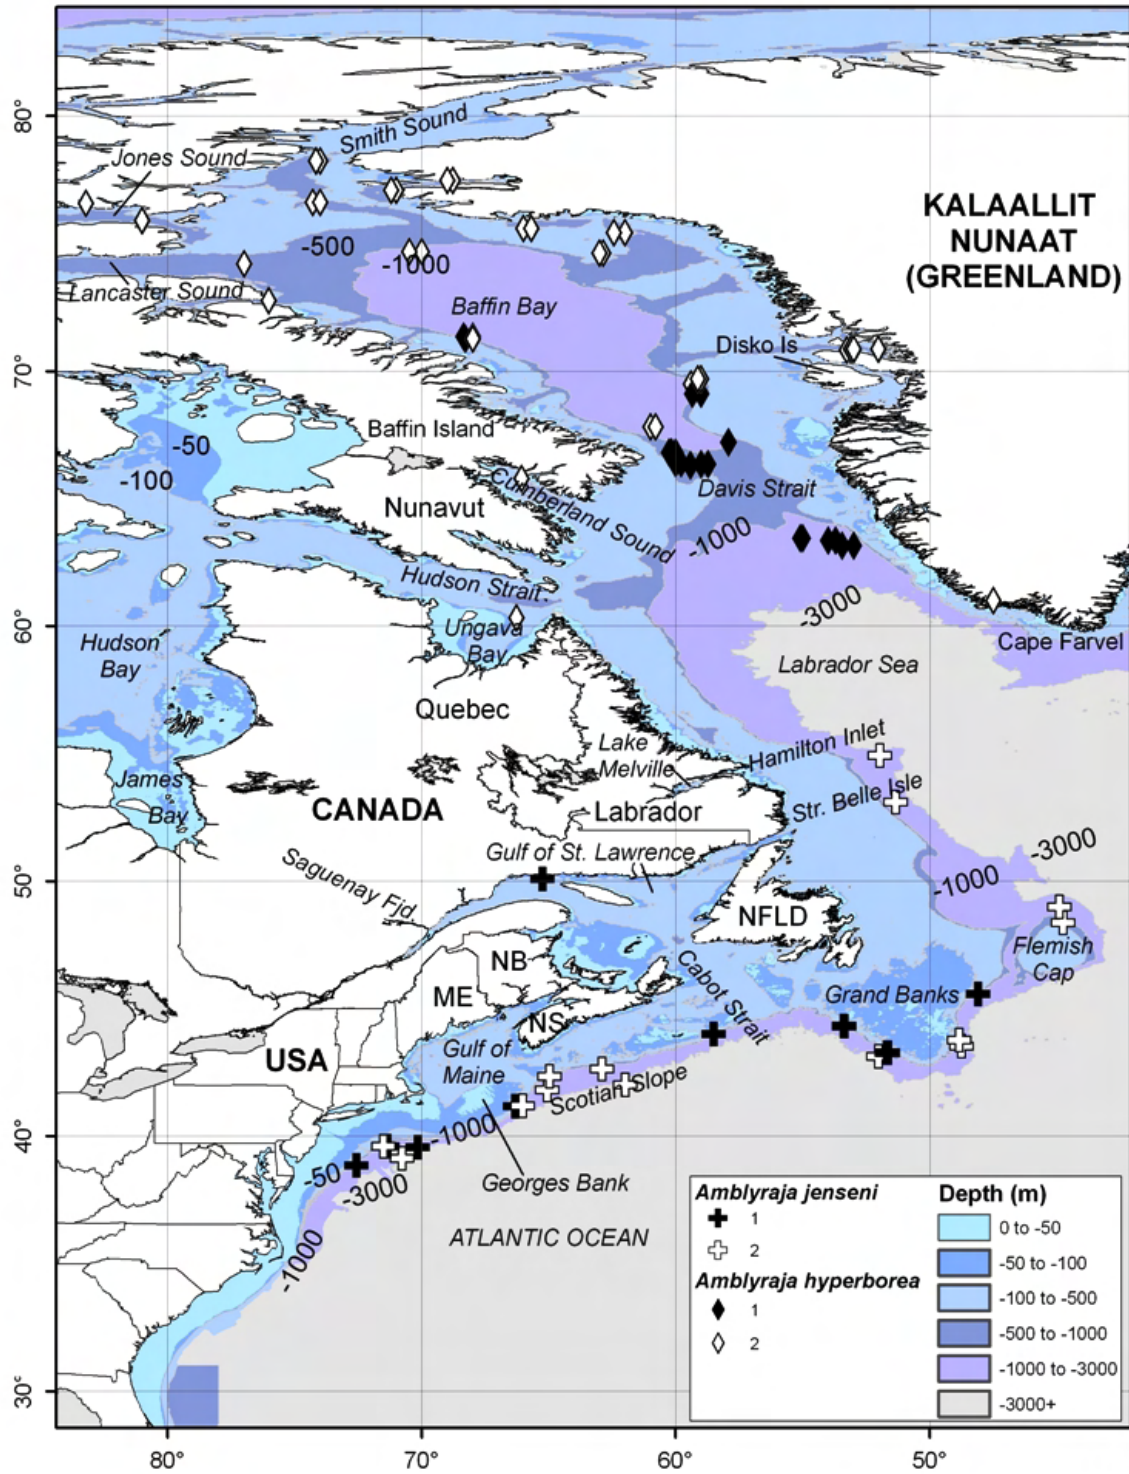 80°
Smith Sound
Jones Sound
KALAALLIT
NUNAAT
(GREENLAND)
-500
-1000
Lancaster Sound
Baffin Bay
Disko Is
70°
Baffin Island
-50
-100
Cumberland Sound
Davis Strait
Nunavut
-1000
Hudson Strait
-3000
60°
Ungava
Bay
Hudson
Bay
Cape Farvel
Labrador Sea
Quebec
Hamilton Inlet
Lake
Melville
James
Bay
CANADA
Labrador
Str. Belle Isle
Gulf of St. Lawrence
-3000
Saguenay Fjd.
-1000
50°
NFLD
Flemish
Cap
NB
Cabot Strait
Grand Banks
ME
NS
USA
Gulf of
Maine
Scotian Slope
-1000
40°
-50
-3000
Georges Bank
ATLANTIC OCEAN
-1000
30°
Amblyraja jenseni
1
2
Amblyraja hyperborea
1
2
Depth (m)
0 to -50
-50 to -100
-100 to -500
-500 to -1000
-1000 to -3000
-3000+
80°
70°
60°
50°